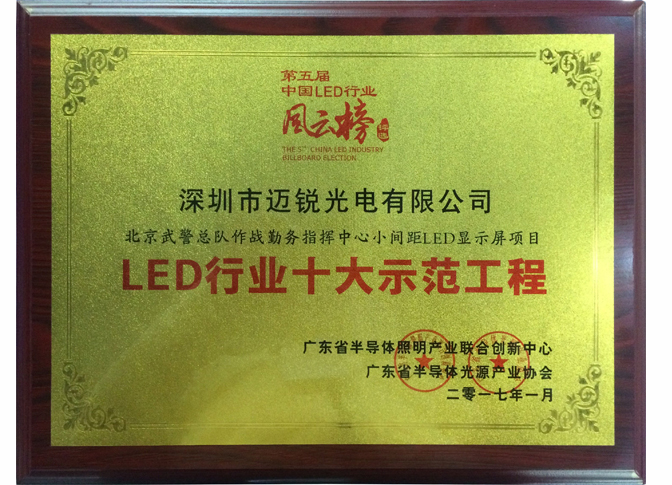 第五届
中国LED行业
风云榜
THE 5TH CHINA LED INDUSTRY
BILLBOARD ELECTION
深圳市迈锐光电有限公司
北京武警总队作战勤务指挥中心小间距LED显示屏项目
LED行业十大示范工程
广东省半导体照明产业联合创新中心
广东省半导体光源产业协会
二零一七年一月